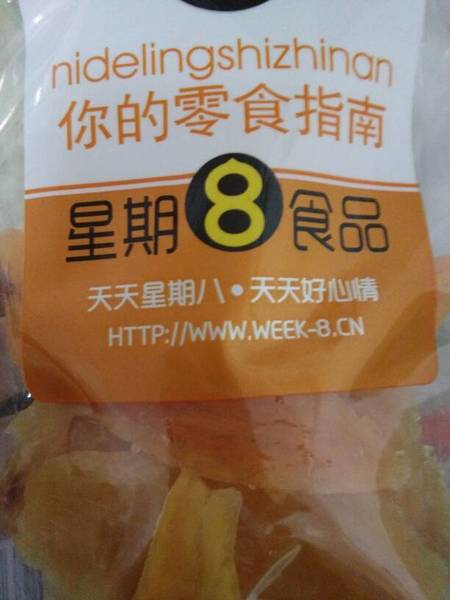 nidelingshizhinan
你的零食指南
星期8食品
天天星期八•天天好心情
HTTP://WWW.WEEK-8.CN